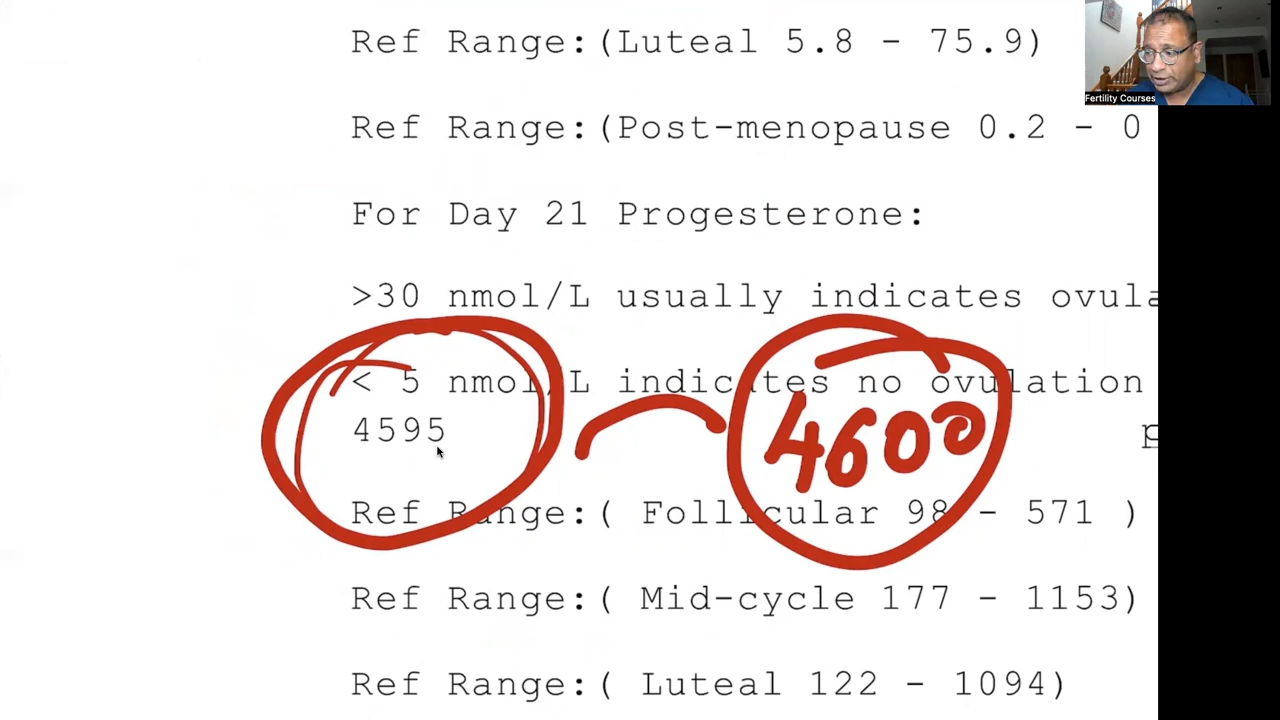 Ref Range:(Luteal 5.8 - 75.9)
Fertility Courses
Ref Range:(Post-menopause 0.2 - 0
For Day 21 Progesterone:
>30 nmol/L usually indicates
< 5 nmol/L indicates no ovulation
4595
4600
Ref Range:( Follicular 98 - 571 )
Ref Range:( Mid-cycle 177 - 1153)
Ref Range:( Luteal 122 - 1094)